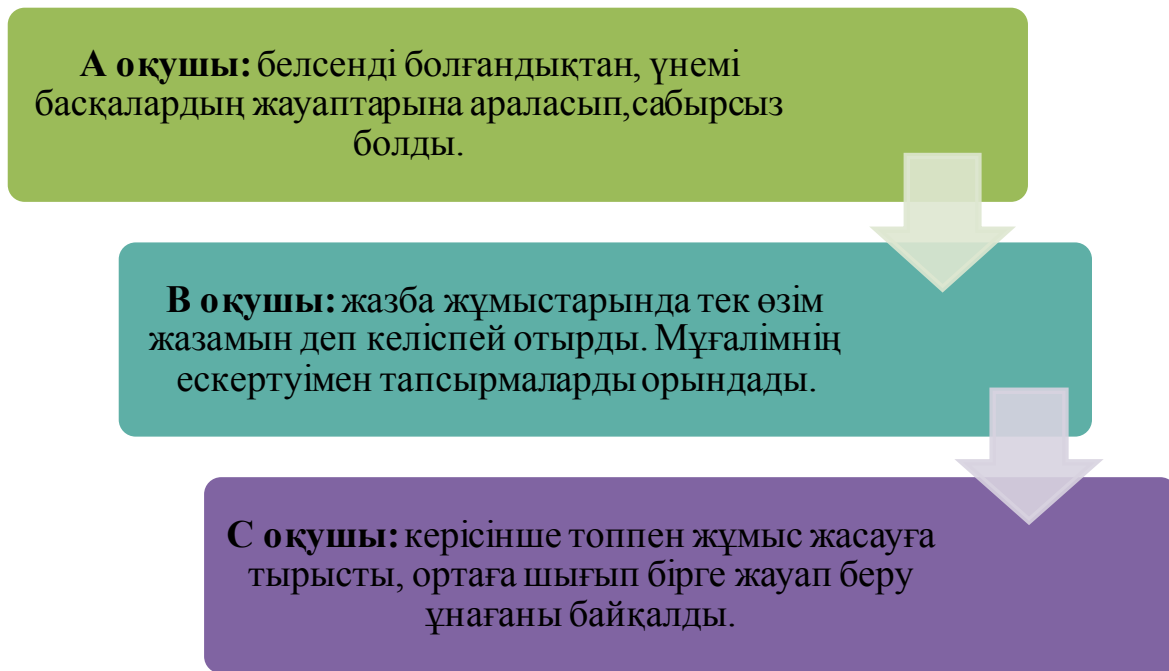 А оқушы: белсенді болғандықтан, үнемі
басқалардың жауаптарына араласып,сабырсыз
болды.
В оқушы: жазба жұмыстарында тек өзім
жазамын деп келіспей отырды. Мұғалімнің
ескертуімен тапсырмаларды орындады.
С оқушы: керісінше топпен жұмыс жасауға
тырысты, ортаға шығып бірге жауап беру
ұнағаны байқалды.